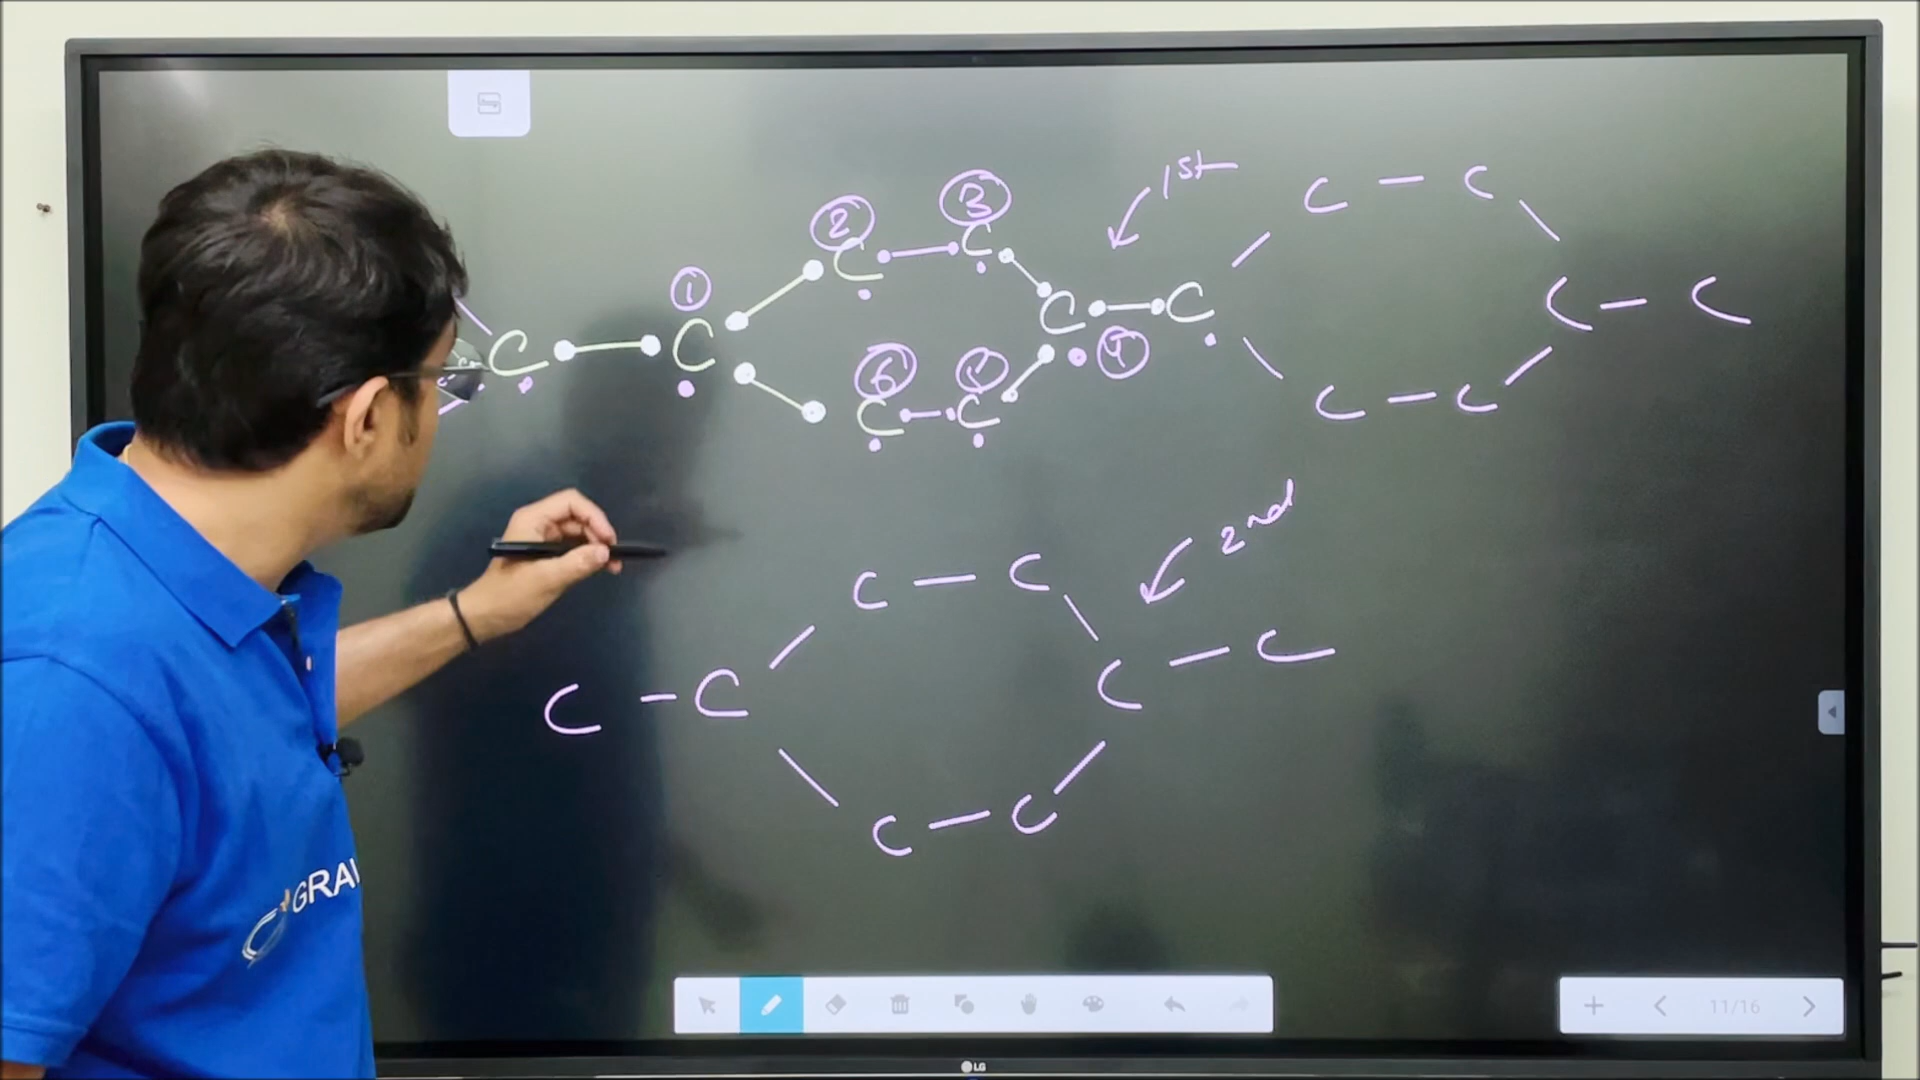 1st
C - C
② ③
C - C
①
C - C
C - C
C - C
⑥ ⑤ ④
C - C
C - C
2nd
C - C
C - C
C - C
C - C
GRAV
11/16
LG